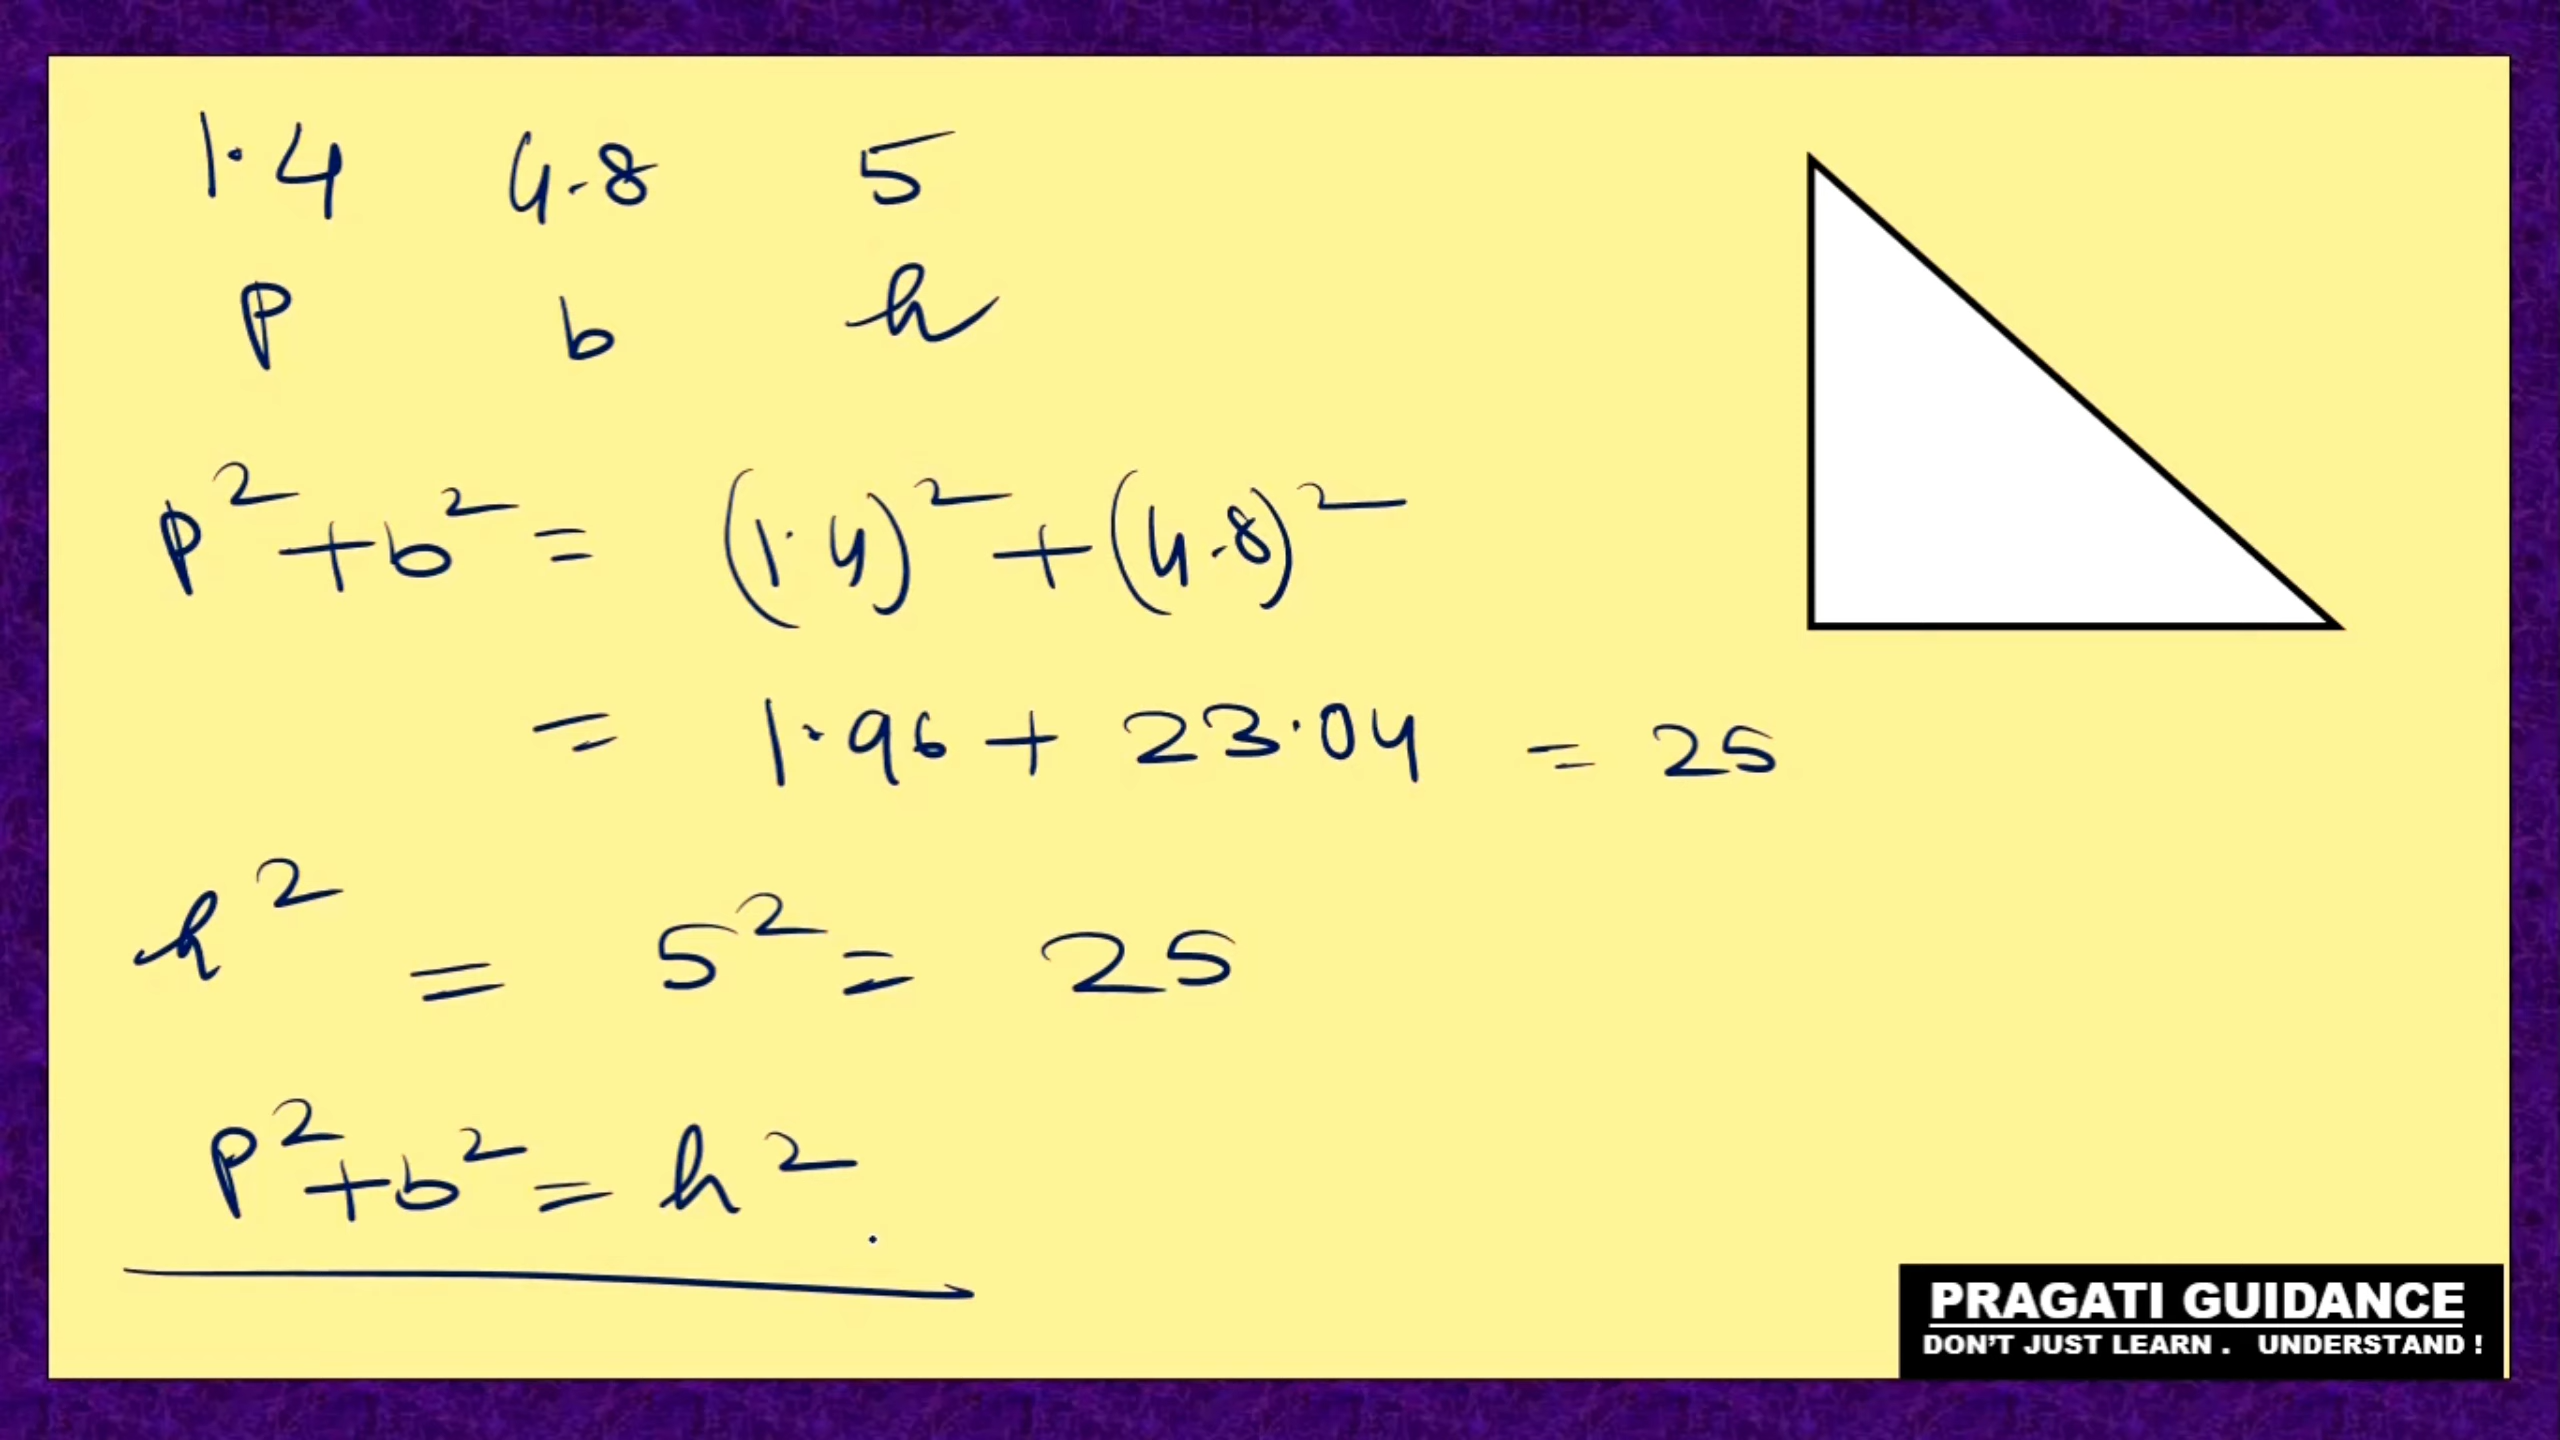 1.4 4.8 5
p b h
p² + b² = (1.4)² + (4.8)²
= 1.96 + 23.04 = 25
h² = 5² = 25
p² + b² = h².
PRAGATI GUIDANCE
DON'T JUST LEARN. UNDERSTAND!